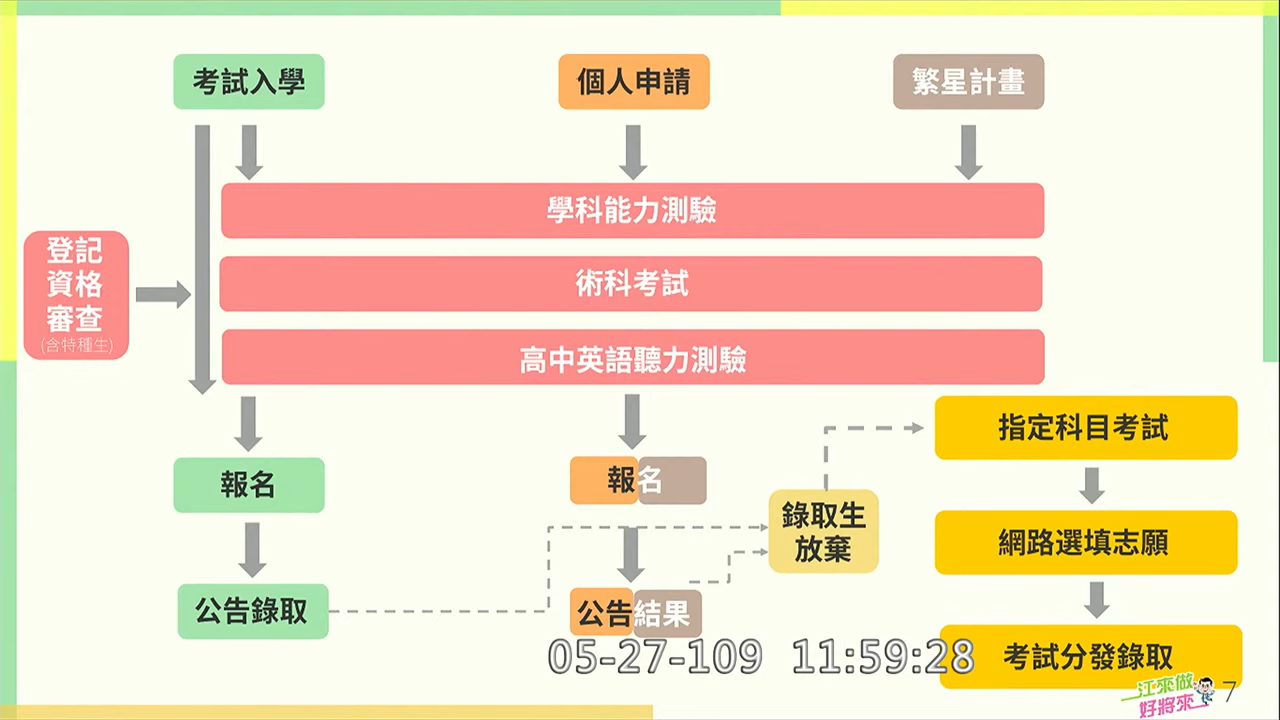 考試入學
個人申請
繁星計畫
學科能力測驗
登記
資格
審查
(含特種生)
術科考試
高中英語聽力測驗
指定科目考試
報名
報名
錄取生
放棄
網路選填志願
公告錄取
公告結果
考試分發錄取
05-27-109 11:59:28
江來做
好將來
7